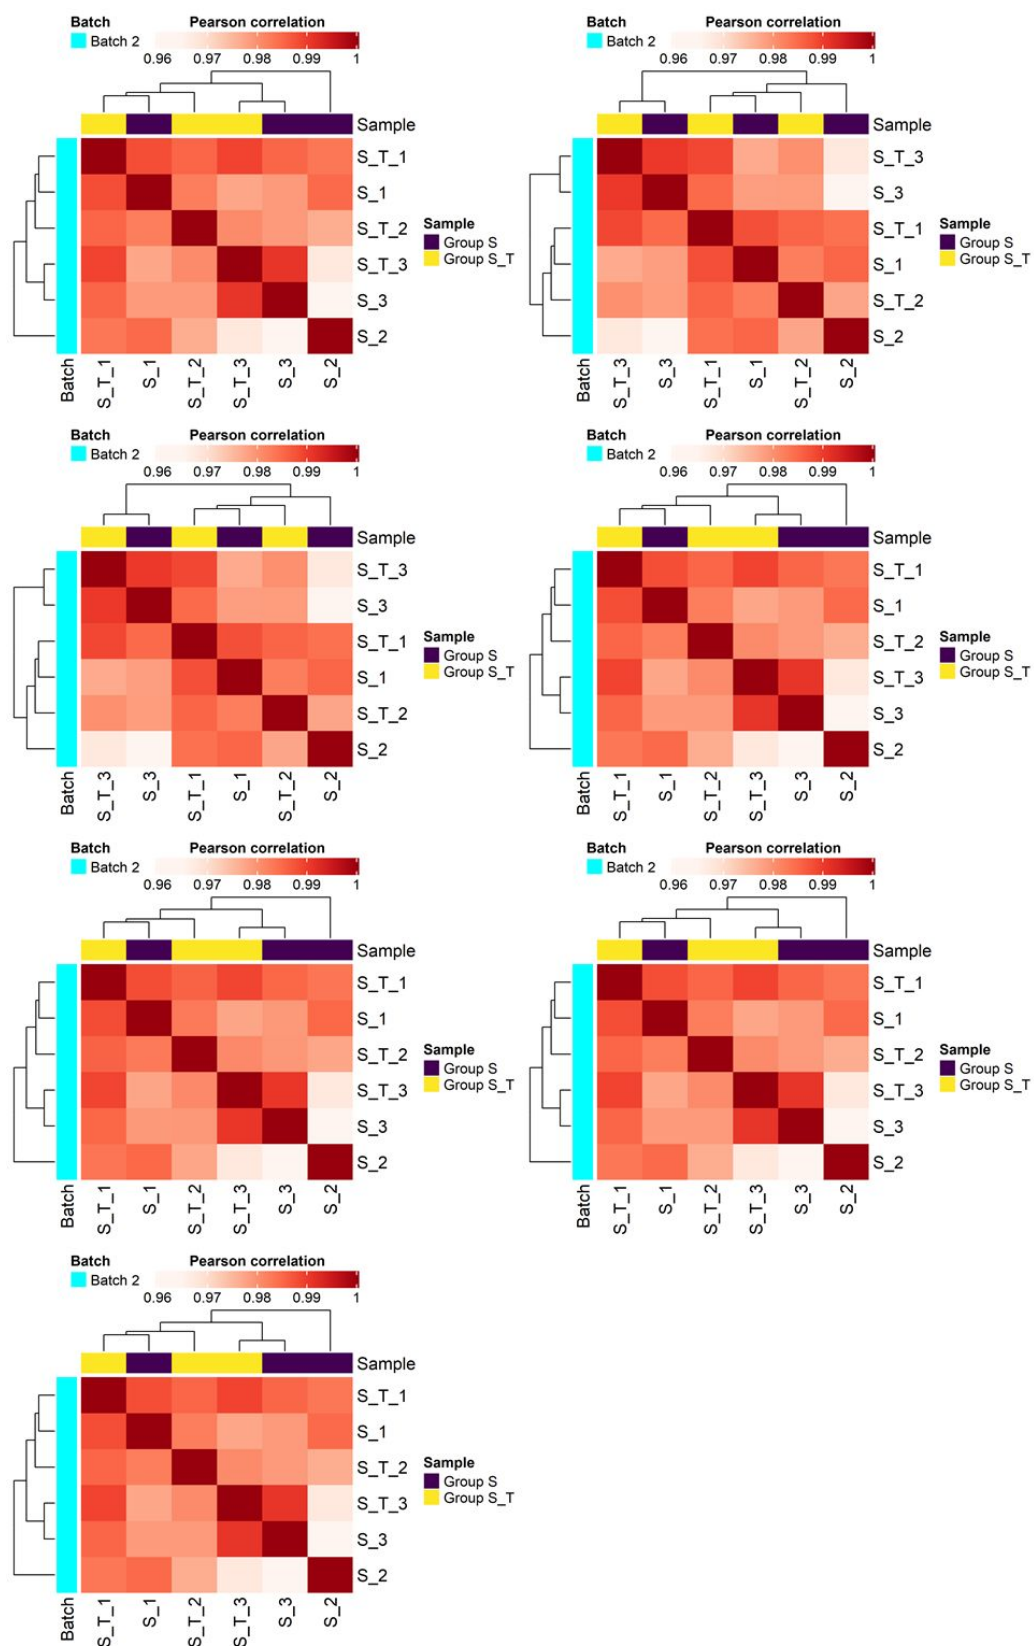 Batch Pearson correlation
Batch 2
0.96 0.97 0.98 0.99 1
Sample
S_T_1
S_1
S_T_2
S_T_3
S_3
S_2
Sample
Group S
Group S_T
Batch S_T_1 S_1 S_T_2 S_T_3 S_3 S_2
Batch Pearson correlation
Batch 2
0.96 0.97 0.98 0.99 1
Sample
S_T_3
S_3
S_T_1
S_1
S_T_2
S_2
Sample
Group S
Group S_T
Batch S_T_3 S_3 S_T_1 S_1 S_T_2 S_2
Batch Pearson correlation
Batch 2
0.96 0.97 0.98 0.99 1
Sample
S_T_3
S_3
S_T_1
S_1
S_T_2
S_2
Sample
Group S
Group S_T
Batch S_T_3 S_3 S_T_1 S_1 S_T_2 S_2
Batch Pearson correlation
Batch 2
0.96 0.97 0.98 0.99 1
Sample
S_T_1
S_1
S_T_2
S_T_3
S_3
S_2
Sample
Group S
Group S_T
Batch S_T_1 S_1 S_T_2 S_T_3 S_3 S_2
Batch Pearson correlation
Batch 2
0.96 0.97 0.98 0.99 1
Sample
S_T_1
S_1
S_T_2
S_T_3
S_3
S_2
Sample
Group S
Group S_T
Batch S_T_1 S_1 S_T_2 S_T_3 S_3 S_2
Batch Pearson correlation
Batch 2
0.96 0.97 0.98 0.99 1
Sample
S_T_1
S_1
S_T_2
S_T_3
S_3
S_2
Sample
Group S
Group S_T
Batch S_T_1 S_1 S_T_2 S_T_3 S_3 S_2
Batch Pearson correlation
Batch 2
0.96 0.97 0.98 0.99 1
Sample
S_T_1
S_1
S_T_2
S_T_3
S_3
S_2
Sample
Group S
Group S_T
Batch S_T_1 S_1 S_T_2 S_T_3 S_3 S_2